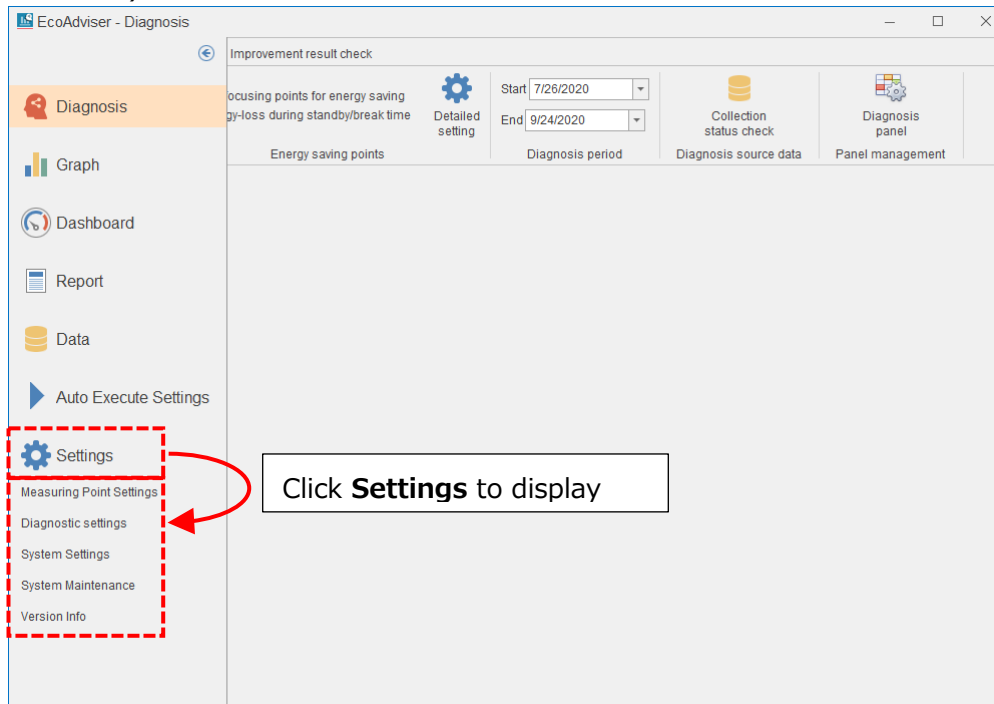 EcoAdviser - Diagnosis
Improvement result check
Diagnosis
Graph
Dashboard
Report
Data
Auto Execute Settings
Settings
Measuring Point Settings
Diagnostic settings
System Settings
System Maintenance
Version Info
ocusing points for energy saving
gy-loss during standby/break time
Detailed
setting
Energy saving points
Start 7/26/2020
End 9/24/2020
Diagnosis period
Collection
status check
Diagnosis source data
Diagnosis
panel
Panel management
Click Settings to display